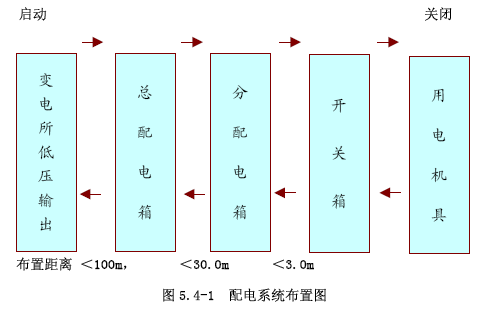 启动 关闭
变电所低压输出
总配电箱
分配电箱
开关箱
用电机具
布置距离 <100m， <30.0m <3.0m
图 5.4-1 配电系统布置图